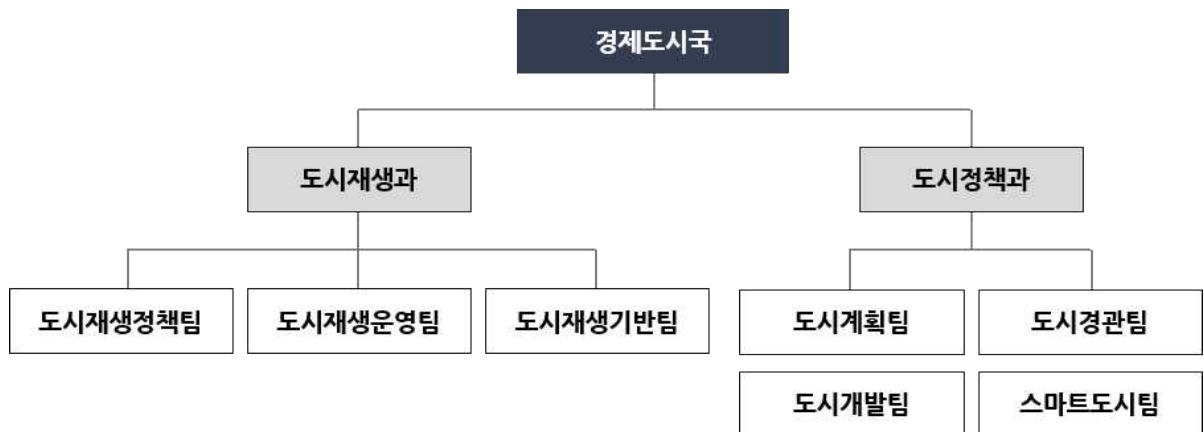 경제도시국
도시재생과
도시정책과
도시재생정책팀
도시재생운영팀
도시재생기반팀
도시계획팀
도시경관팀
도시개발팀
스마트도시팀